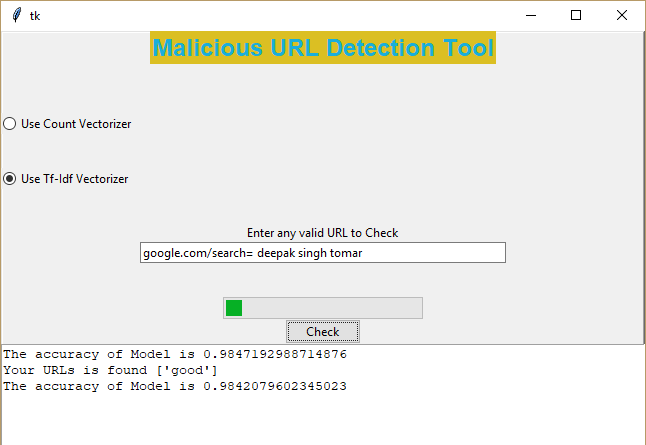 tk
Malicious URL Detection Tool
Use Count Vectorizer
Use Tf-Idf Vectorizer
Enter any valid URL to Check
google.com/search= deepak singh tomar
Check
The accuracy of Model is 0.9847192988714876
Your URLs is found ['good']
The accuracy of Model is 0.9842079602345023